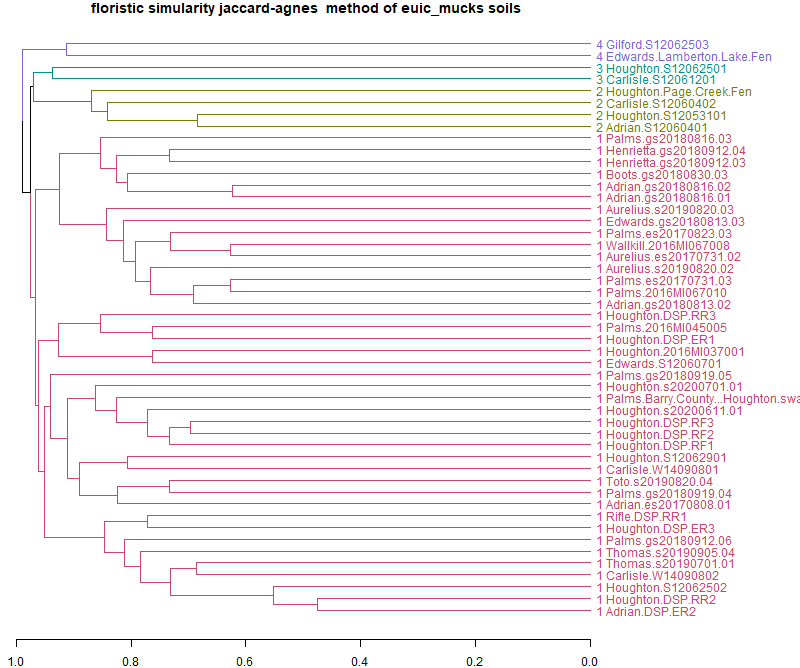 floristic simularity jaccard-agnes  method of euic_mucks soils
4 Gilford.S12062503
4 Edwards.Lamberton.Lake.Fen
3 Houghton.S12062501
3 Carlisle.S12061201
2 Houghton.Page.Creek.Fen
2 Carlisle.S12060402
2 Houghton.S12053101
2 Adrian.S12060401
1 Palms.gs20180816.03
1 Henrietta.gs20180912.04
1 Henrietta.gs20180912.03
1 Boots.gs20180830.03
1 Adrian.gs20180816.02
1 Adrian.gs20180816.01
1 Aurelius.s20190820.03
1 Edwards.gs20180813.03
1 Palms.es20170823.03
1 Wallkill.2016MI067008
1 Aurelius.es20170731.02
1 Aurelius.s20190820.02
1 Palms.es20170731.03
1 Palms.2016MI067010
1 Adrian.gs20180813.02
1 Houghton.DSP.RR3
1 Palms.2016MI045005
1 Houghton.DSP.ER1
1 Houghton.2016MI037001
1 Edwards.S12060701
1 Palms.gs20180919.05
1 Houghton.s20200701.01
1 Palms.Barry.County...Houghton.swa
1 Houghton.s20200611.01
1 Houghton.DSP.RF3
1 Houghton.DSP.RF2
1 Houghton.DSP.RF1
1 Houghton.S12062901
1 Carlisle.W14090801
1 Toto.s20190820.04
1 Palms.gs20180919.04
1 Adrian.es20170808.01
1 Rifle.DSP.RR1
1 Houghton.DSP.ER3
1 Palms.gs20180912.06
1 Thomas.s20190905.04
1 Thomas.s20190701.01
1 Carlisle.W14090802
1 Houghton.S12062502
1 Houghton.DSP.RR2
1 Adrian.DSP.ER2
1.0 0.8 0.6 0.4 0.2 0.0